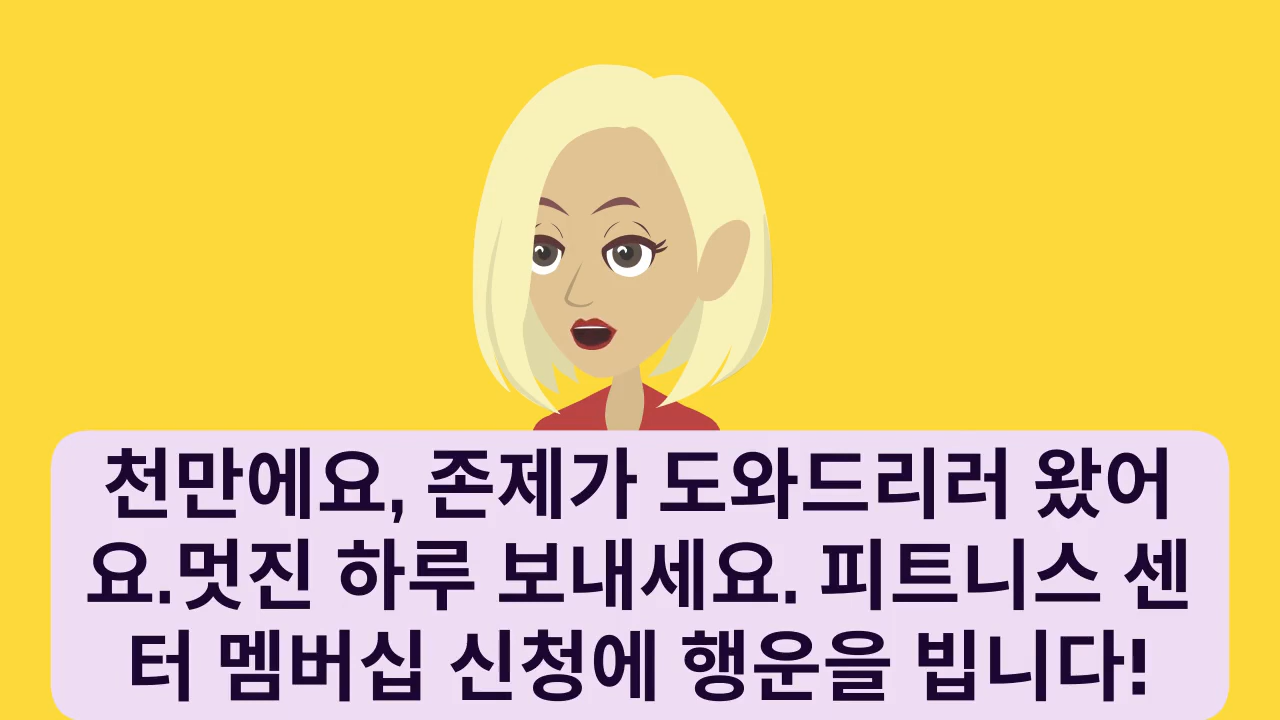 천만에요, 존제가 도와드리러 왔어
요.멋진 하루 보내세요. 피트니스 센
터 멤버십 신청에 행운을 빕니다!